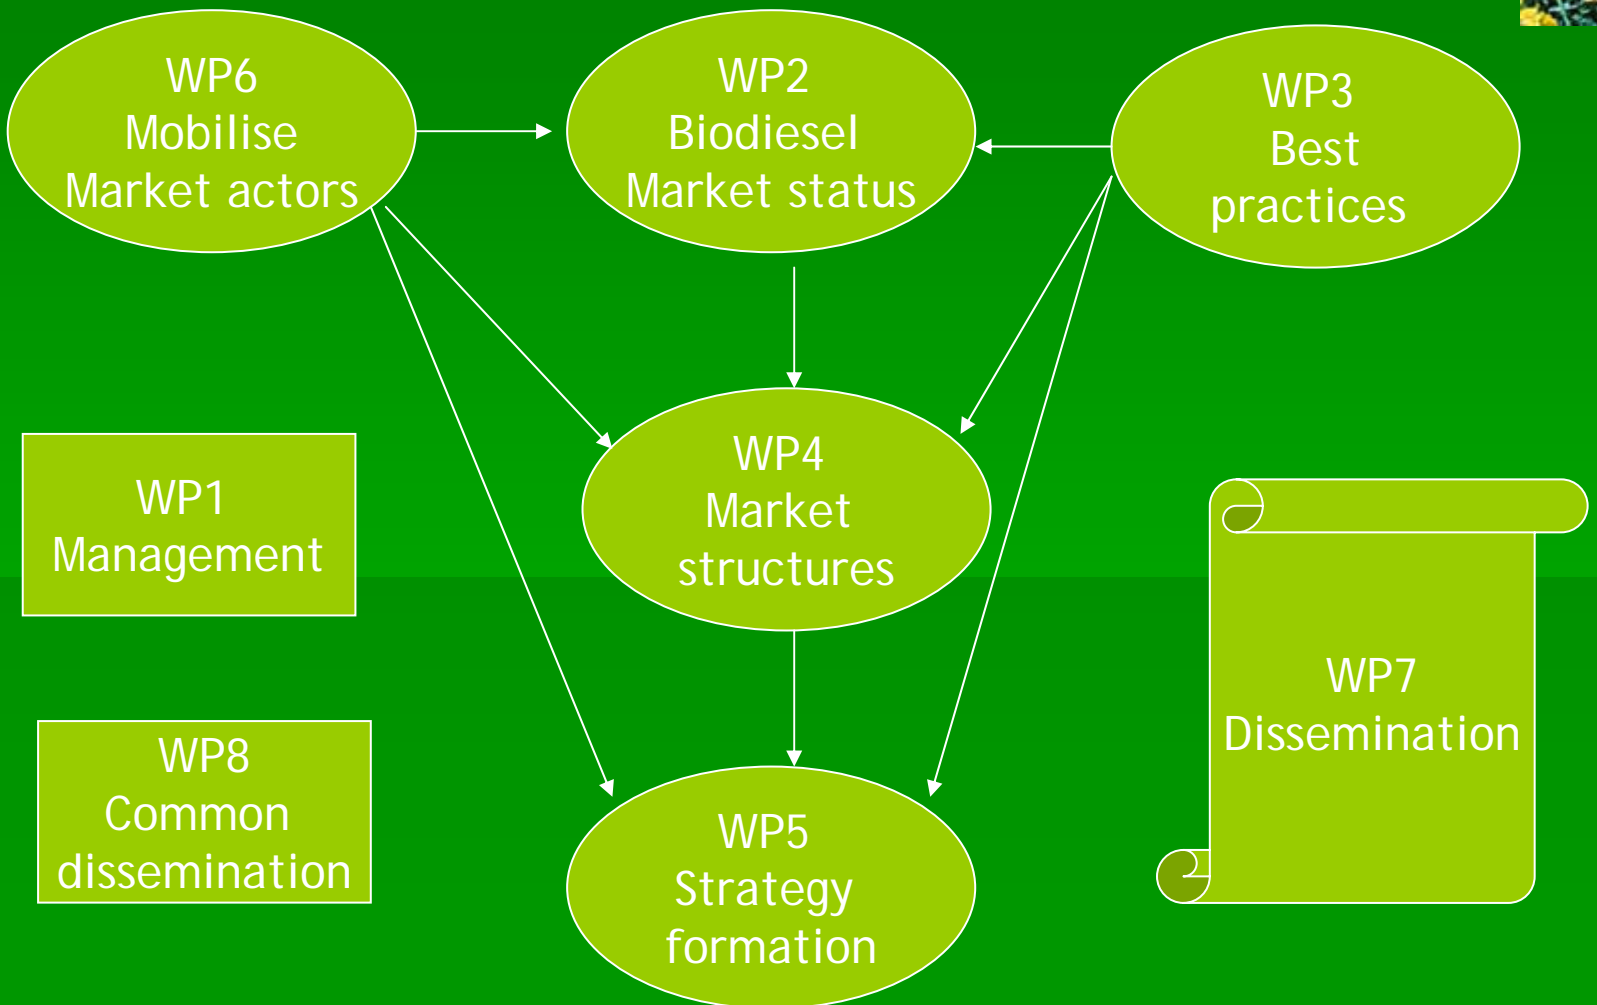 WP6
Mobilise
Market actors
WP2
Biodiesel
Market status
WP3
Best
practices
WP4
Market
structures
WP1
Management
WP7
Dissemination
WP8
Common
dissemination
WP5
Strategy
formation